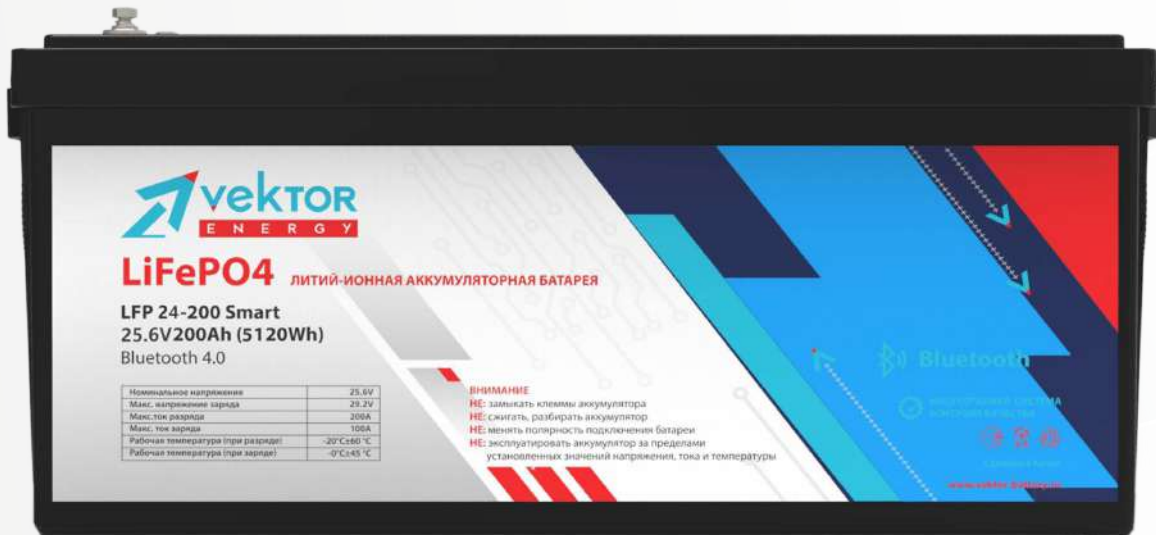 VEKTOR
ENERGY
LiFePO4 ЛИТИЙ-ИОННАЯ АККУМУЛЯТОРНАЯ БАТАРЕЯ
LFP 24-200 Smart
25.6V200Ah (5120Wh)
Bluetooth 4.0
Номинальное напряжение 25.6V
Макс. напряжение заряда 29.2V
Макс.ток разряда 200A
Макс. ток заряда 100A
Рабочая температура (при разряде) -20°C±60 °C
Рабочая температура (при заряде) -0°C±45 °C
ВНИМАНИЕ
НЕ: замыкать клеммы аккумулятора
НЕ: сжигать, разбирать аккумулятор
НЕ: менять полярность подключения батареи
НЕ: эксплуатировать аккумулятор за пределами
установленных значений напряжения, тока и температуры
Bluetooth
СИСТЕМА
КОНТРОЛЯ КАЧЕСТВА